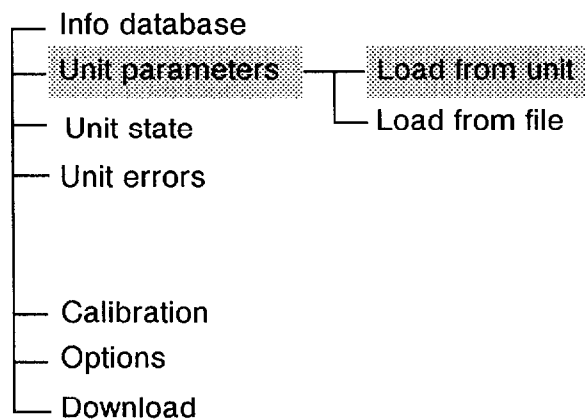 Info database
Unit parameters
Load from unit
Load from file
Unit state
Unit errors
Calibration
Options
Download